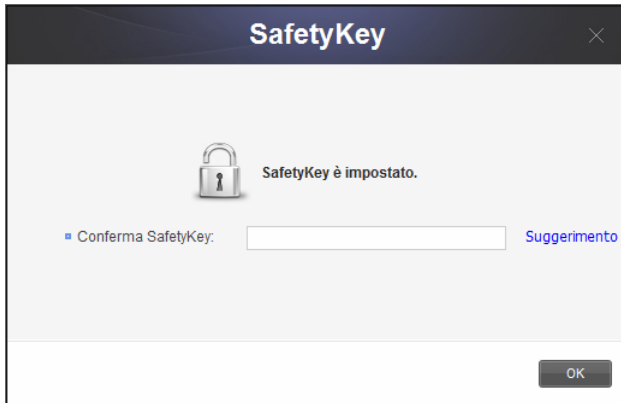 SafetyKey
SafetyKey è impostato.
Conferma SafetyKey:
Suggerimento
OK